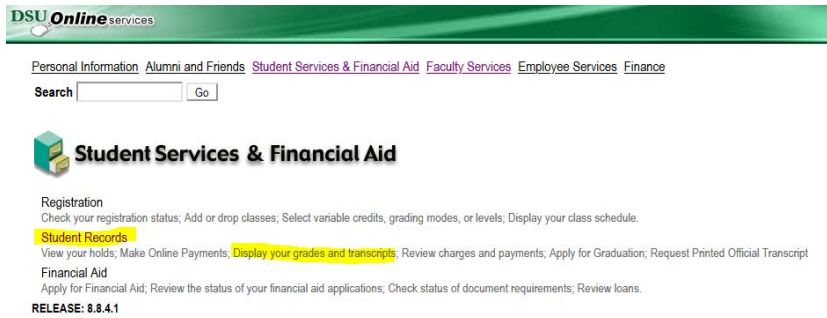 DSU Online services
Personal Information Alumni and Friends Student Services & Financial Aid Faculty Services Employee Services Finance
Search Go
Student Services & Financial Aid
Registration
Check your registration status; Add or drop classes; Select variable credits, grading modes, or levels; Display your class schedule.
Student Records
View your holds; Make Online Payments; Display your grades and transcripts; Review charges and payments; Apply for Graduation; Request Printed Official Transcript
Financial Aid
Apply for Financial Aid; Review the status of your financial aid applications; Check status of document requirements; Review loans.
RELEASE: 8.8.4.1